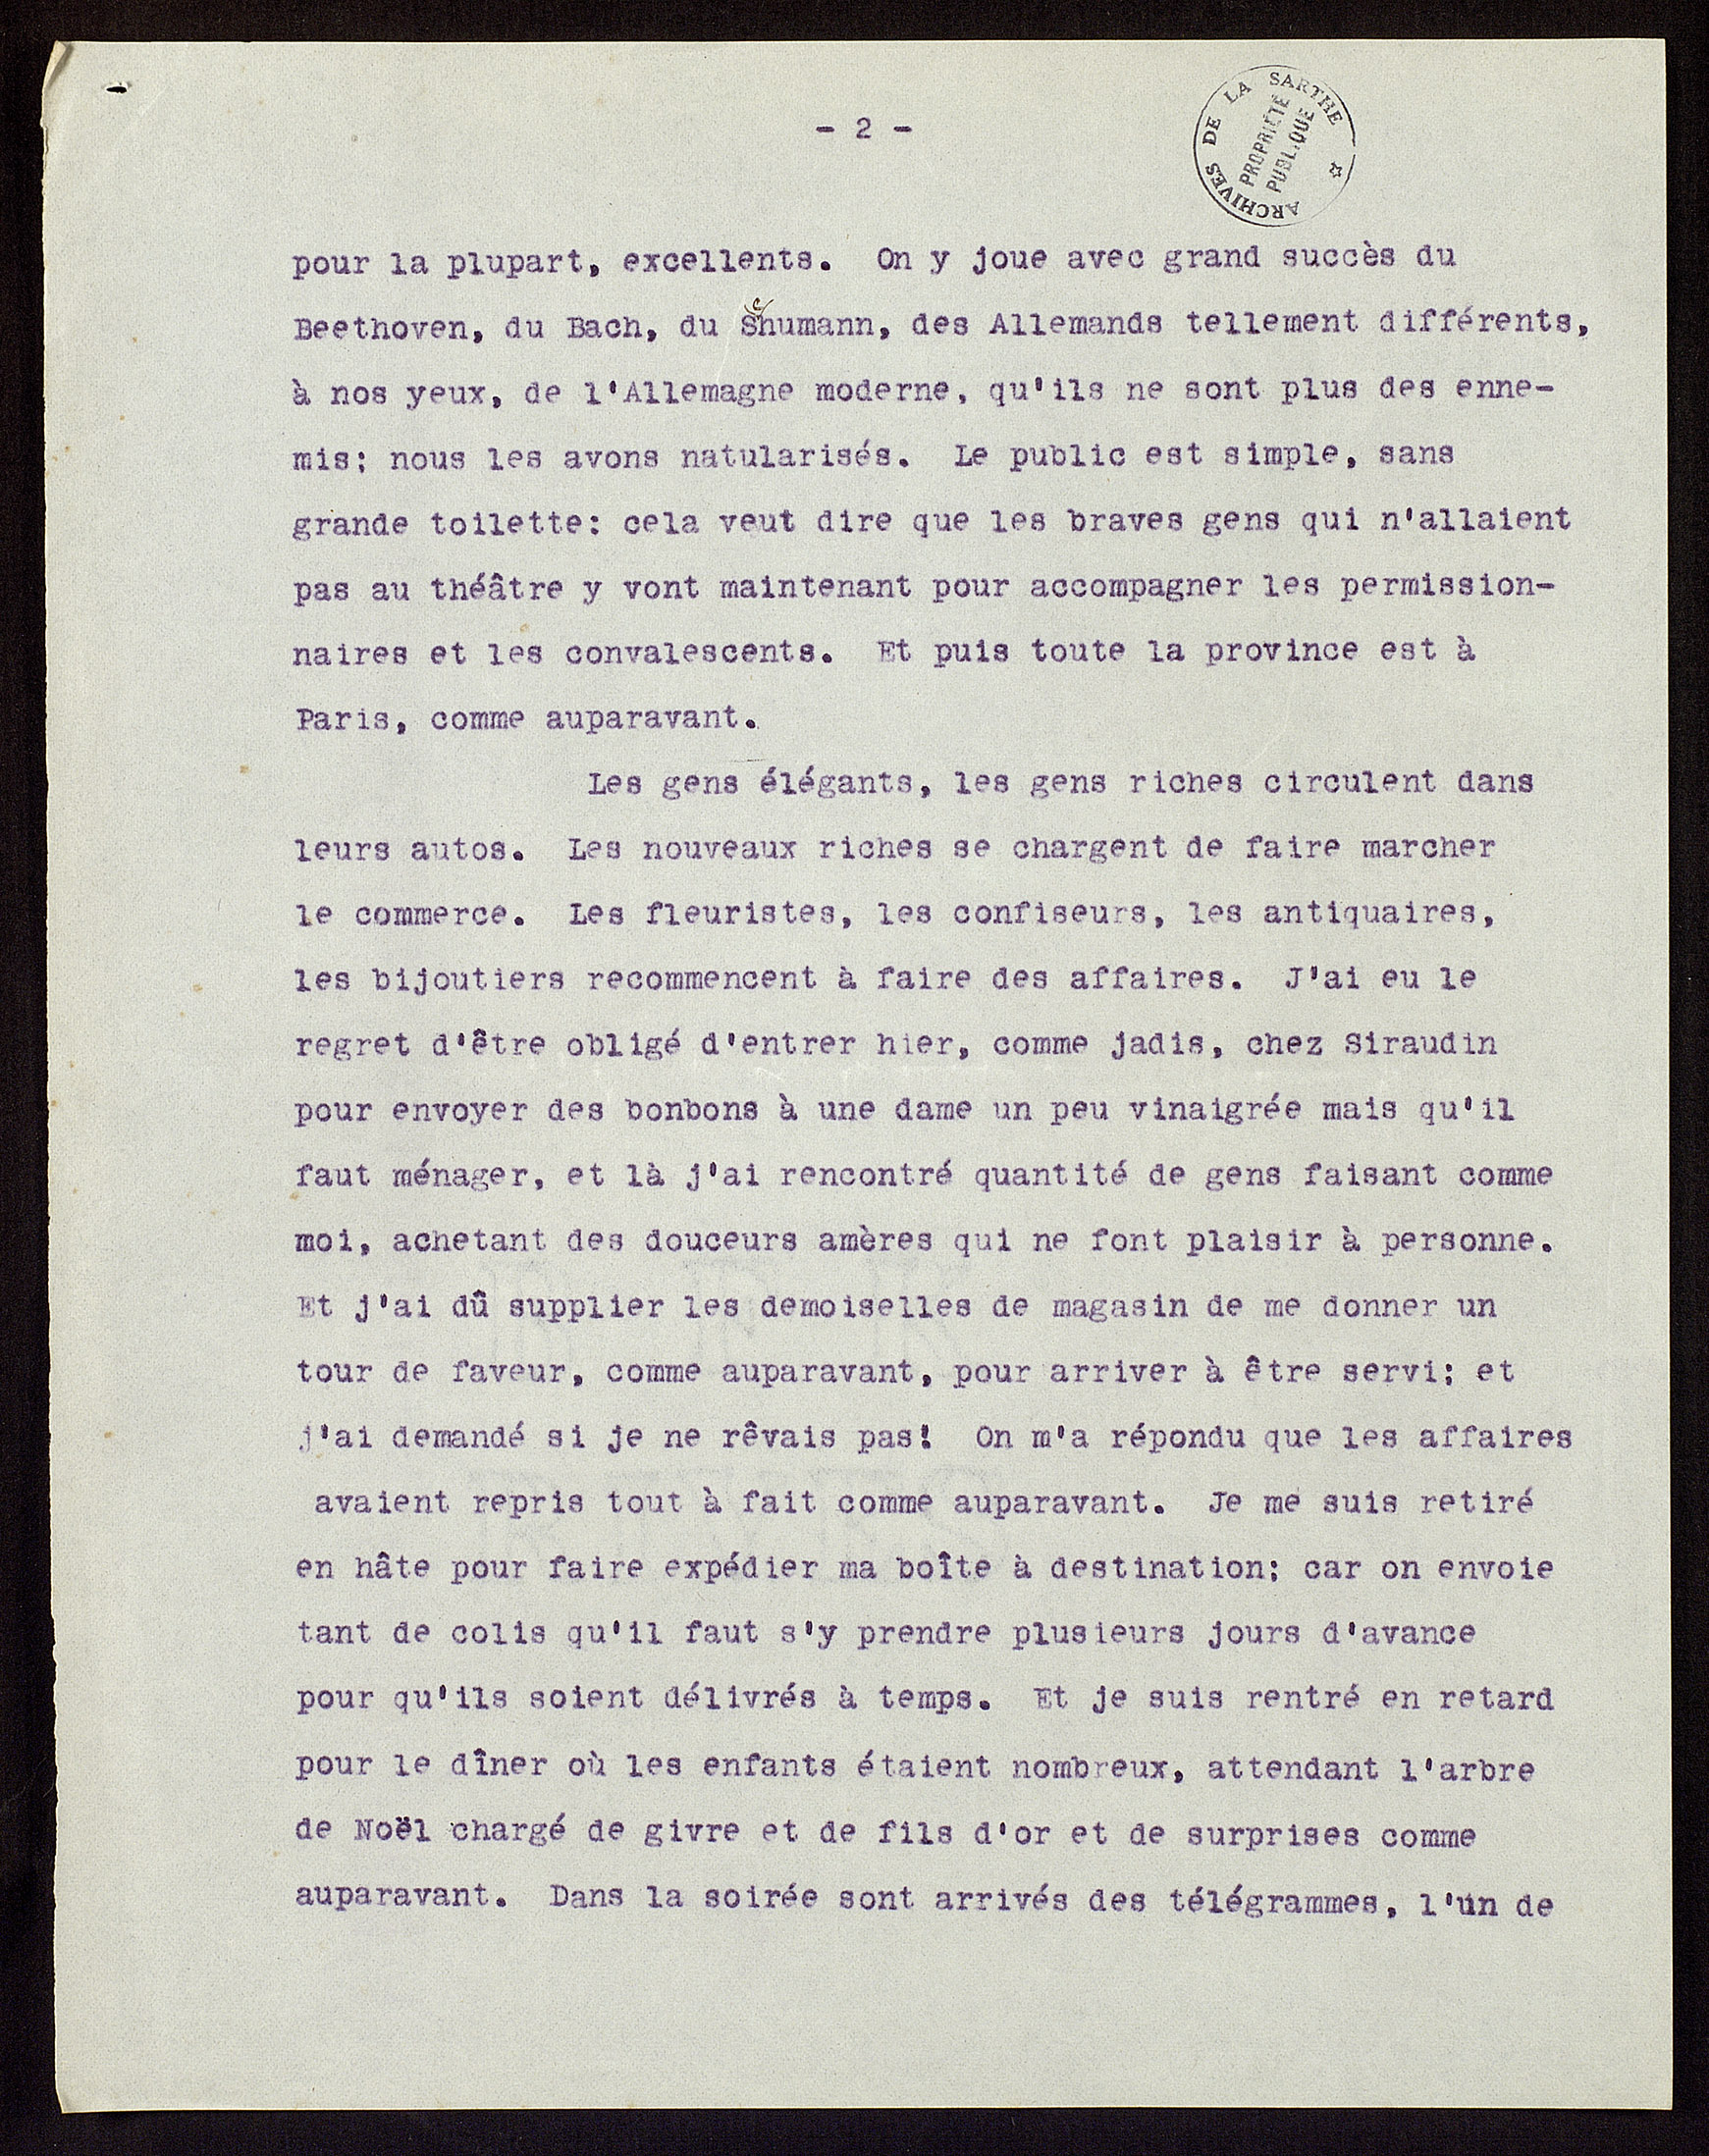 - 2 -
ARCHIVES DE LA SARTHE
PROPRIÉTÉ
PUBLIQUE
pour la plupart, excellents. On y joue avec grand succès du
Beethoven, du Bach, du Schumann, des Allemands tellement différents,
à nos yeux, de l'Allemagne moderne, qu'ils ne sont plus des enne-
mis; nous les avons natularisés. Le public est simple, sans
grande toilette: cela veut dire que les braves gens qui n'allaient
pas au théâtre y vont maintenant pour accompagner les permission-
naires et les convalescents. Et puis toute la province est à
Paris, comme auparavant.
Les gens élégants, les gens riches circulent dans
leurs autos. Les nouveaux riches se chargent de faire marcher
le commerce. Les fleuristes, les confiseurs, les antiquaires,
les bijoutiers recommencent à faire des affaires. J'ai eu le
regret d'être obligé d'entrer hier, comme jadis, chez Siraudin
pour envoyer des bonbons à une dame un peu vinaigrée mais qu'il
faut ménager, et là j'ai rencontré quantité de gens faisant comme
moi, achetant des douceurs amères qui ne font plaisir à personne.
Et j'ai dû supplier les demoiselles de magasin de me donner un
tour de faveur, comme auparavant, pour arriver à être servi; et
j'ai demandé si je ne rêvais pas! On m'a répondu que les affaires
avaient repris tout à fait comme auparavant. Je me suis retiré
en hâte pour faire expédier ma boîte à destination; car on envoie
tant de colis qu'il faut s'y prendre plusieurs jours d'avance
pour qu'ils soient délivrés à temps. Et je suis rentré en retard
pour le dîner où les enfants étaient nombreux, attendant l'arbre
de Noël chargé de givre et de fils d'or et de surprises comme
auparavant. Dans la soirée sont arrivés des télégrammes, l'un de